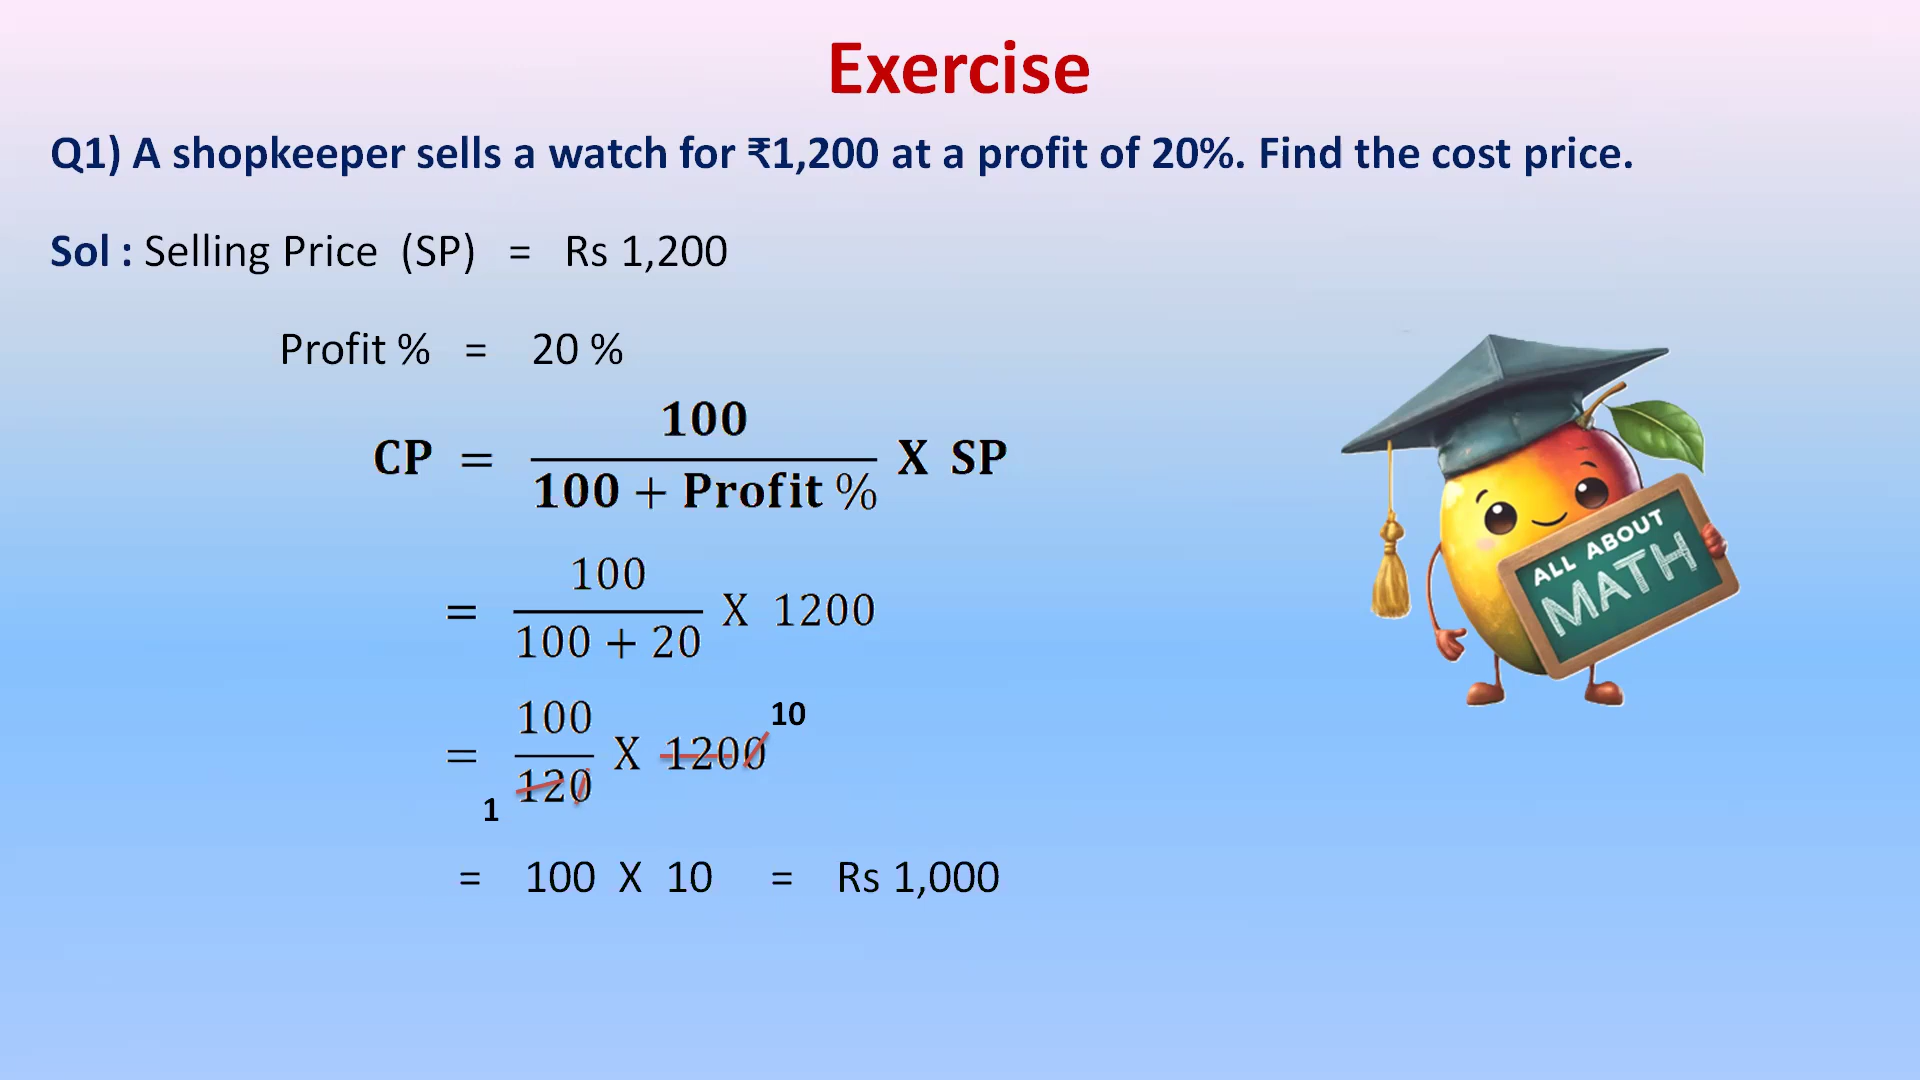 Exercise
Q1) A shopkeeper sells a watch for ₹1,200 at a profit of 20%. Find the cost price.
Sol : Selling Price (SP) = Rs 1,200
Profit % = 20 %
CP = 100 / 100 + Profit % X SP
= 100 / 100 + 20 X 1200
= 100 / 120 X 1200 10
1
= 100 X 10 = Rs 1,000
ALL ABOUT
MATH